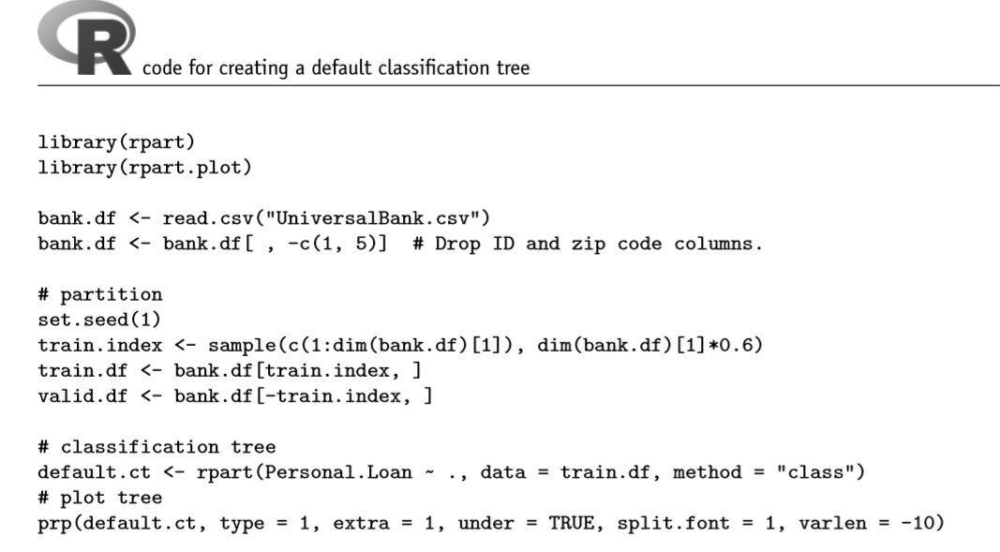 R code for creating a default classification tree
library(rpart)
library(rpart.plot)
bank.df <- read.csv("UniversalBank.csv")
bank.df <- bank.df[ , -c(1, 5)]  # Drop ID and zip code columns.
# partition
set.seed(1)
train.index <- sample(c(1:dim(bank.df)[1]), dim(bank.df)[1]*0.6)
train.df <- bank.df[train.index, ]
valid.df <- bank.df[-train.index, ]
# classification tree
default.ct <- rpart(Personal.Loan ~ ., data = train.df, method = "class")
# plot tree
prp(default.ct, type = 1, extra = 1, under = TRUE, split.font = 1, varlen = -10)